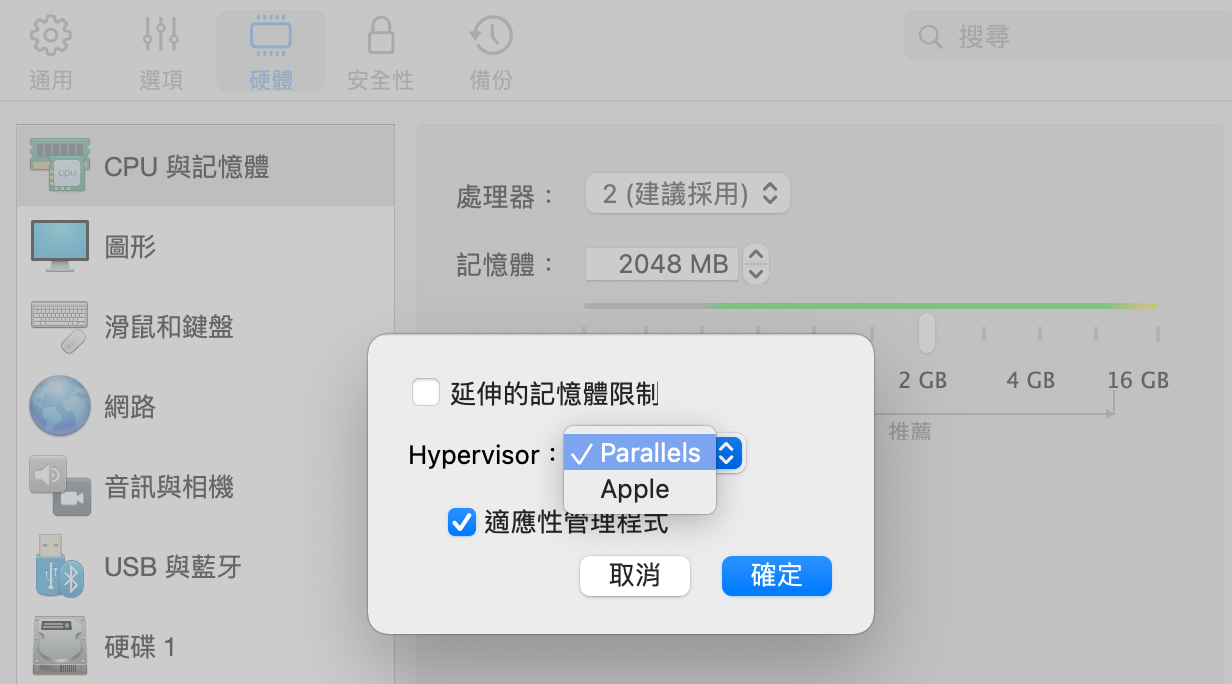 通用
選項
硬體
安全性
備份
搜尋
CPU 與記憶體
cpu
圖形
滑鼠和鍵盤
網路
音訊與相機
USB 與藍牙
硬碟 1
處理器：
2 (建議採用)
記憶體：
2048 MB
2 GB
4 GB
16 GB
推薦
延伸的記憶體限制
Hypervisor：
✓ Parallels
Apple
適應性管理程式
取消
確定